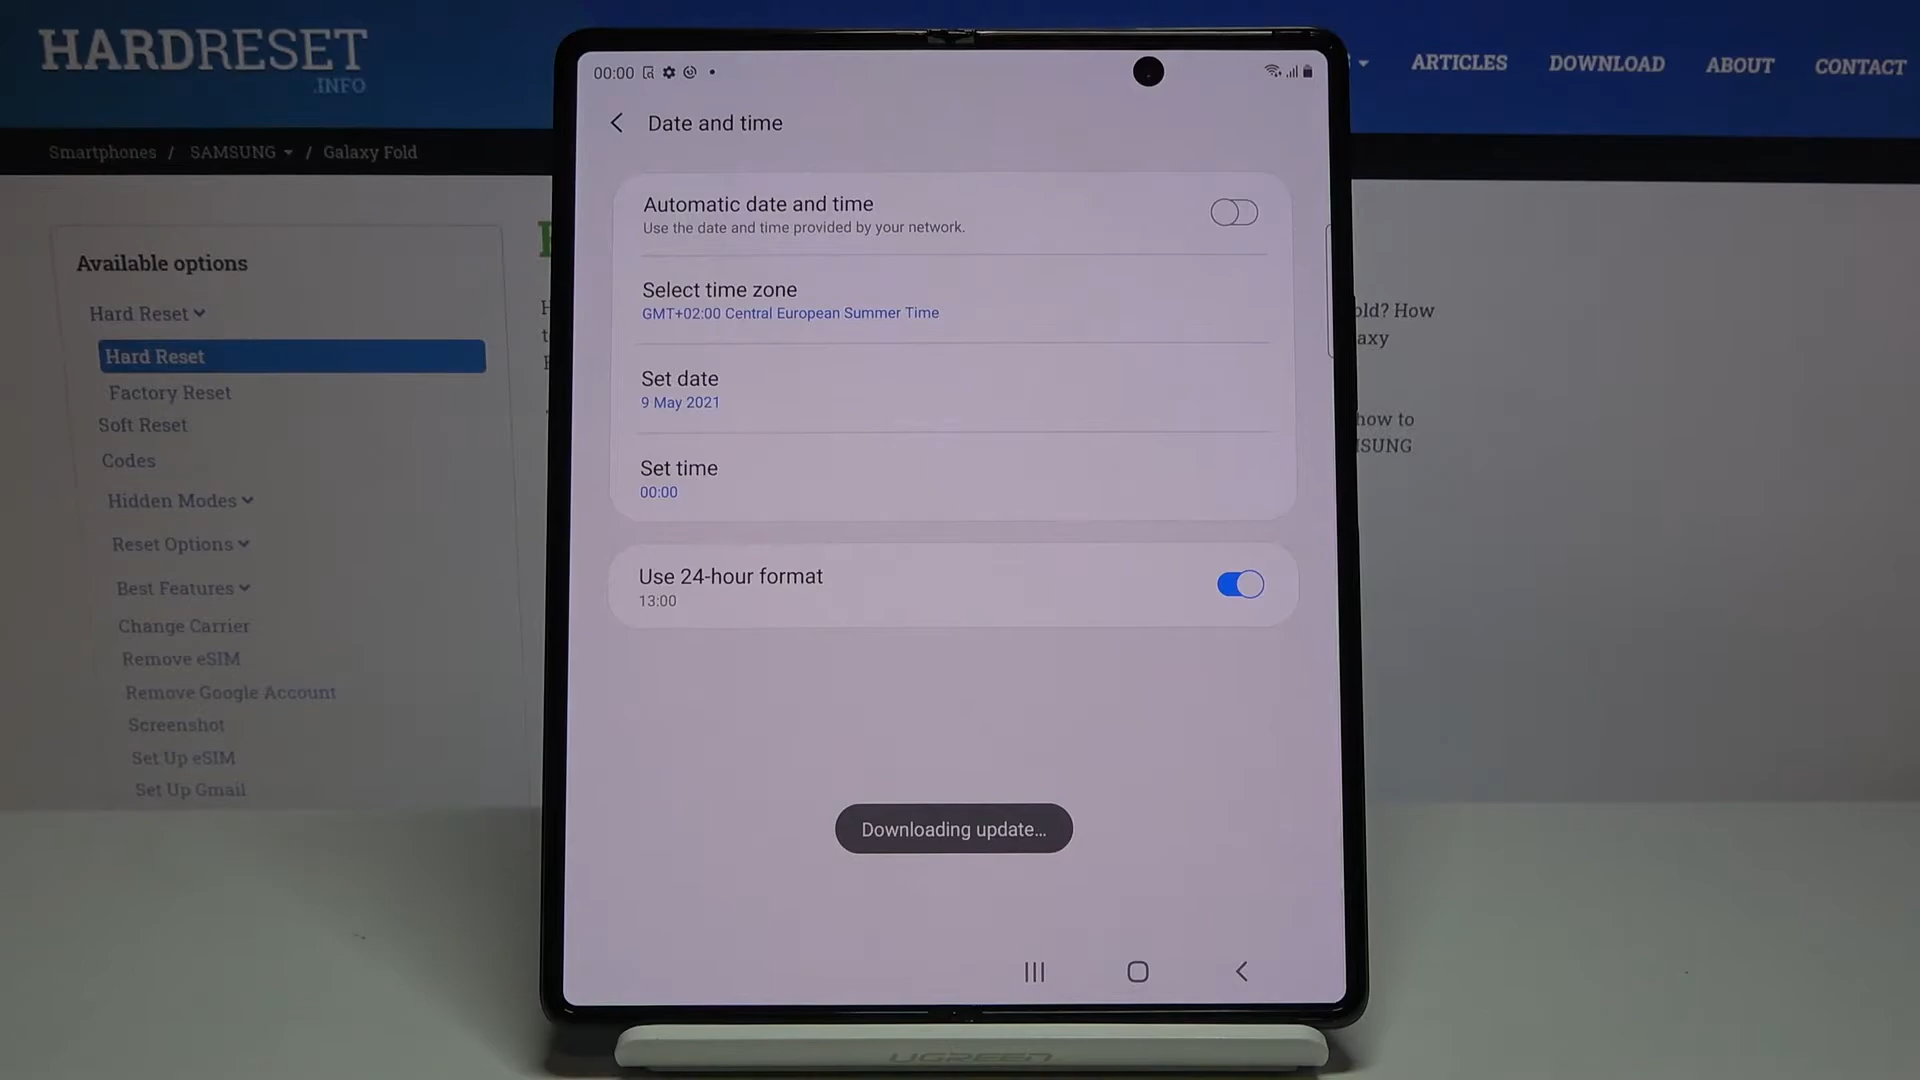 HARDRESET
.INFO
ARTICLES
DOWNLOAD
ABOUT
CONTACT
Smartphones / SAMSUNG / Galaxy Fold
Available options
Hard Reset
Hard Reset
Factory Reset
Soft Reset
Codes
Hidden Modes
Reset Options
Best Features
Change Carrier
Remove eSIM
Remove Google Account
Screenshot
Set Up eSIM
Set Up Gmail
00:00
Date and time
Automatic date and time
Use the date and time provided by your network.
Select time zone
GMT+02:00 Central European Summer Time
Set date
9 May 2021
Set time
00:00
Use 24-hour format
13:00
Downloading update...
How
how to
UGREEN